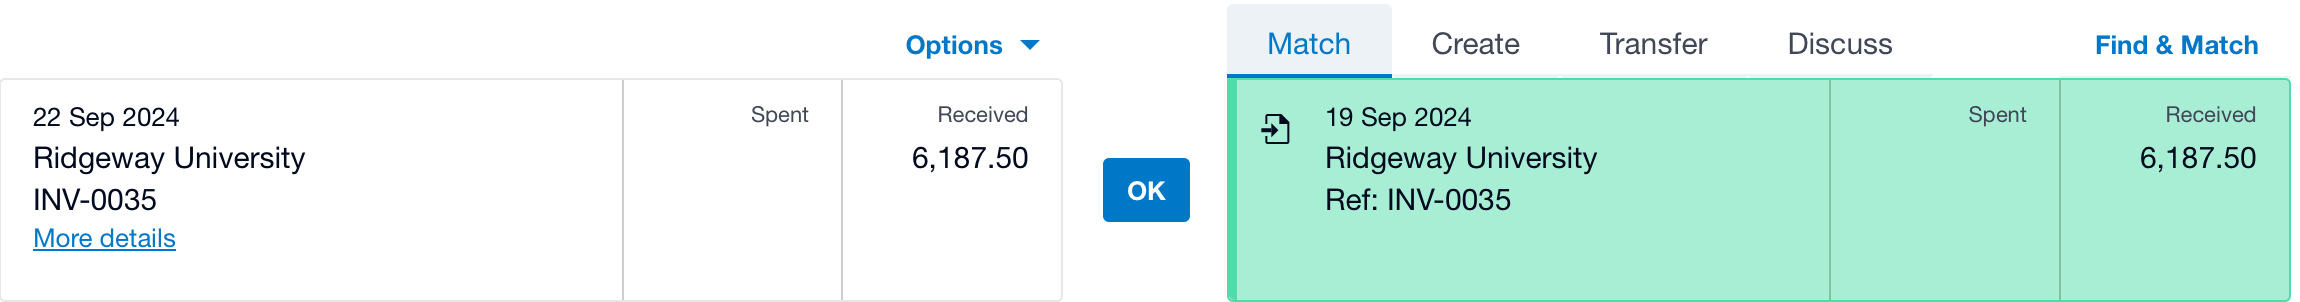 Options
22 Sep 2024
Ridgeway University
INV-0035
More details
Spent
Received
6,187.50
OK
Match Create Transfer Discuss
Find & Match
19 Sep 2024
Ridgeway University
Ref: INV-0035
Spent
Received
6,187.50